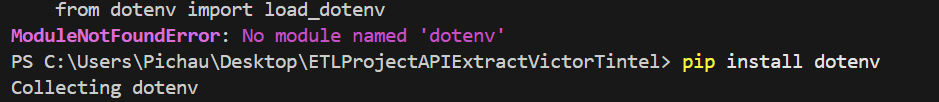 from dotenv import load_dotenv
ModuleNotFoundError: No module named 'dotenv'
PS C:\Users\Pichau\Desktop\ETLProjectAPIExtractVictorTintel> pip install dotenv
Collecting dotenv